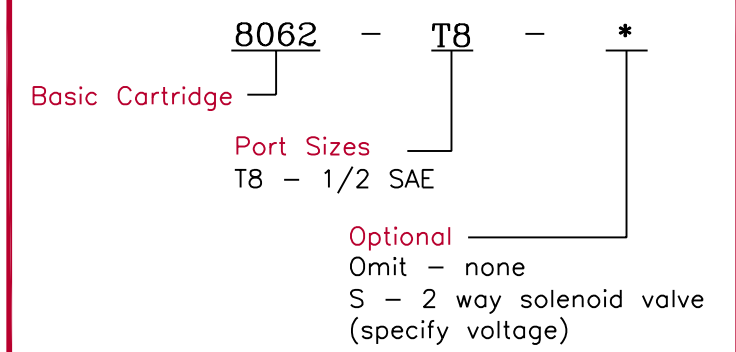 8062 - T8 - *
Basic Cartridge
Port Sizes
T8 - 1/2 SAE
Optional
Omit - none
S - 2 way solenoid valve
(specify voltage)